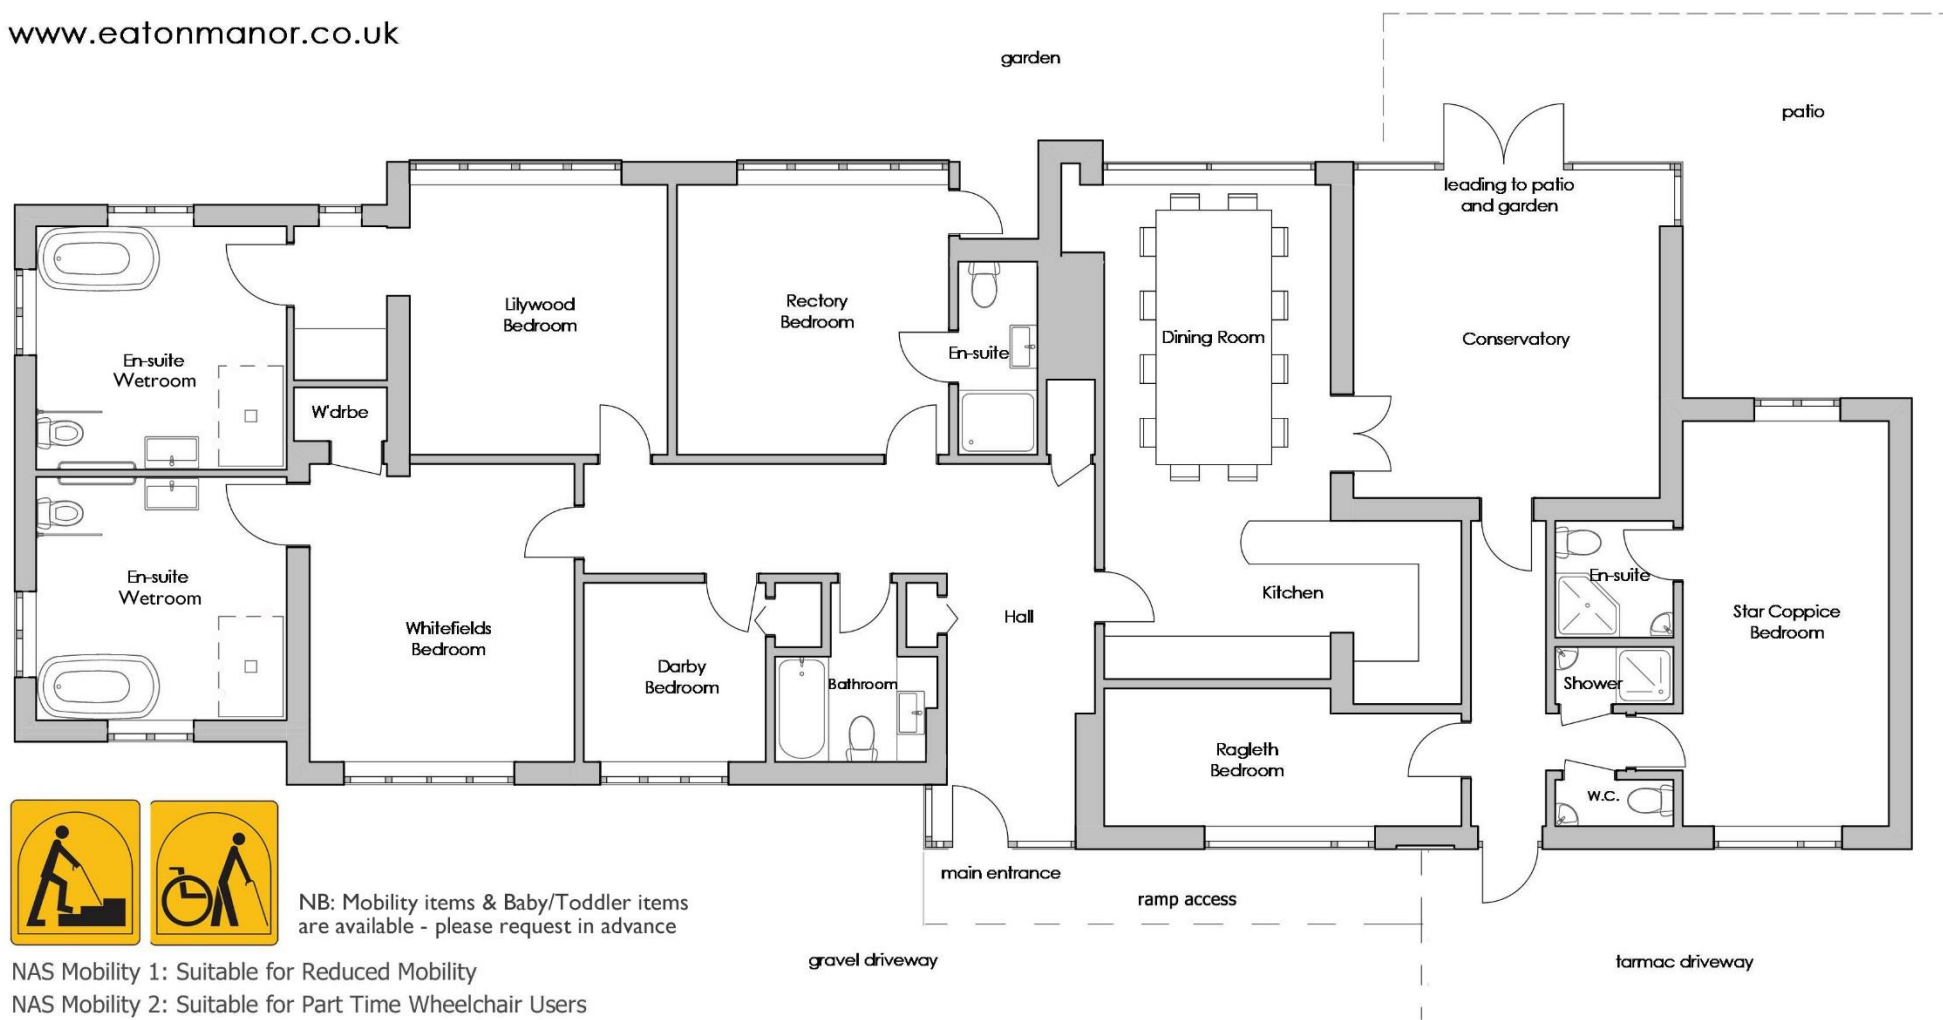 www.eatonmanor.co.uk
garden
patio
leading to patio
and garden
Lilywood
Bedroom
Rectory
Bedroom
En-suite
Dining Room
Conservatory
En-suite
Wetroom
W'drbe
En-suite
Wetroom
Whitefields
Bedroom
Darby
Bedroom
Bathroom
Hall
Kitchen
En-suite
Star Coppice
Bedroom
Shower
Ragleth
Bedroom
W.C.
main entrance
ramp access
gravel driveway
tarmac driveway
NB: Mobility items & Baby/Toddler items
are available - please request in advance
NAS Mobility 1: Suitable for Reduced Mobility
NAS Mobility 2: Suitable for Part Time Wheelchair Users